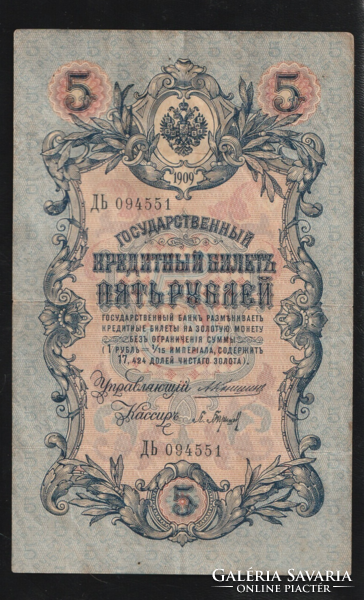 5 5
1909
ДЬ 094551
ГОСУДАРСТВЕННЫЙ
КРЕДИТНЫЙ БИЛЕТЪ
ПЯТЬ РУБЛЕЙ
ГОСУДАРСТВЕННЫЙ БАНКЪ РАЗМѢНИВАЕТЪ
КРЕДИТНЫЕ БИЛЕТЫ НА ЗОЛОТУЮ МОНЕТУ
БЕЗЪ ОГРАНИЧЕНІЯ СУММЫ
(1 РУБЛЬ = 1/15 ИМПЕРІАЛА, СОДЕРЖИТЪ
17,424 ДОЛЕЙ ЧИСТАГО ЗОЛОТА).
Управляющій
Кассиръ
ДЬ 094551
5
GALÉRIA SAVARIA
ONLINE PIACTÉR